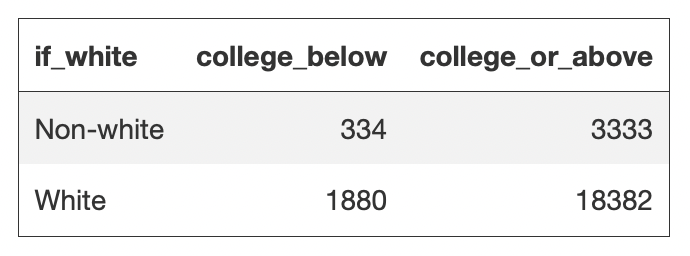 if_white college_below college_or_above
Non-white 334 3333
White 1880 18382